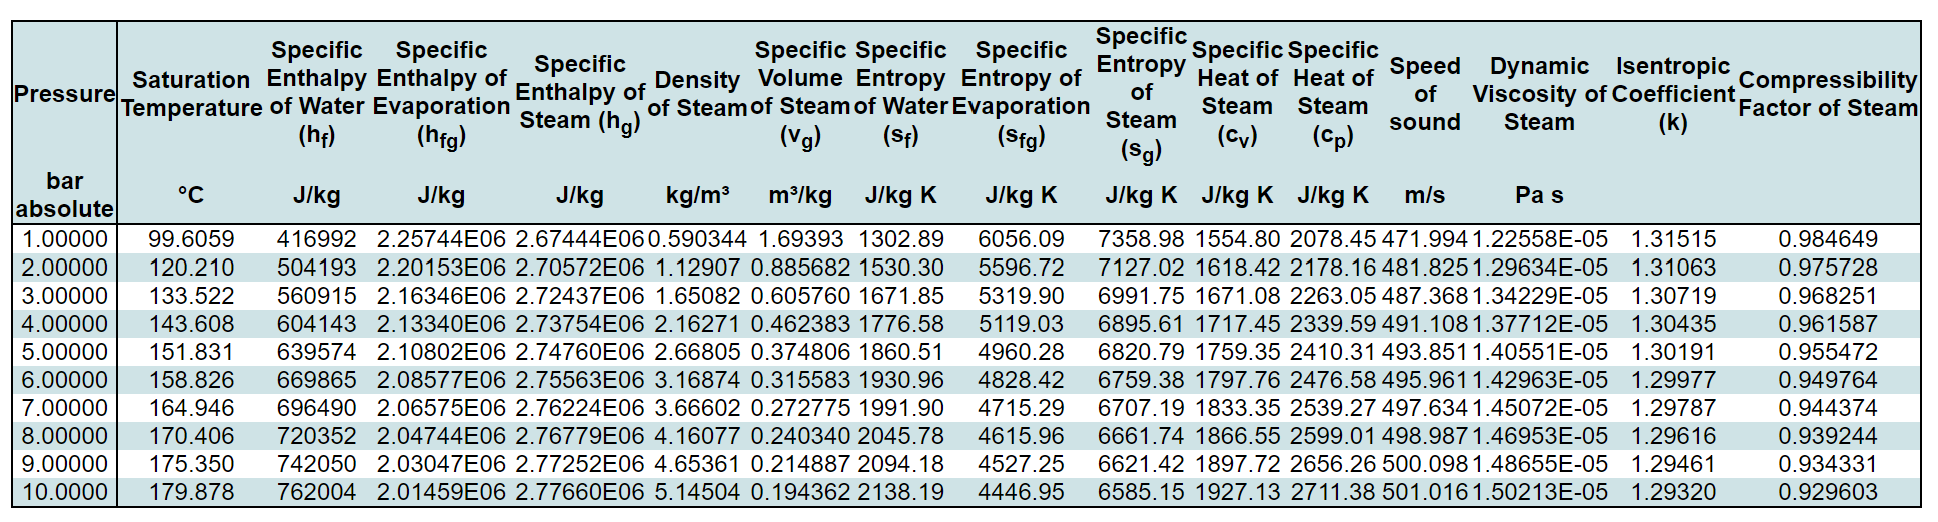 Pressure Saturation Temperature Specific Enthalpy of Water (hf) Specific Enthalpy of Evaporation (hfg) Specific Enthalpy of Steam (hg) Density of Steam Specific Volume of Steam (vg) Specific Entropy of Water (sf) Specific Entropy of Evaporation (sfg) Specific Entropy of Steam (sg) Specific Heat of Steam (cv) Specific Heat of Steam (cp) Speed of sound Dynamic Viscosity of Steam Isentropic Coefficient (k) Compressibility Factor of Steam
bar absolute °C J/kg J/kg J/kg kg/m³ m³/kg J/kg K J/kg K J/kg K J/kg K J/kg K m/s Pa s
1.00000 99.6059 416992 2.25744E06 2.67444E06 0.590344 1.69393 1302.89 6056.09 7358.98 1554.80 2078.45 471.994 1.22558E-05 1.31515 0.984649
2.00000 120.210 504193 2.20153E06 2.70572E06 1.12907 0.885682 1530.30 5596.72 7127.02 1618.42 2178.16 481.825 1.29634E-05 1.31063 0.975728
3.00000 133.522 560915 2.16346E06 2.72437E06 1.65082 0.605760 1671.85 5319.90 6991.75 1671.08 2263.05 487.368 1.34229E-05 1.30719 0.968251
4.00000 143.608 604143 2.13340E06 2.73754E06 2.16271 0.462383 1776.58 5119.03 6895.61 1717.45 2339.59 491.108 1.37712E-05 1.30435 0.961587
5.00000 151.831 639574 2.10802E06 2.74760E06 2.66805 0.374806 1860.51 4960.28 6820.79 1759.35 2410.31 493.851 1.40551E-05 1.30191 0.955472
6.00000 158.826 669865 2.08577E06 2.75563E06 3.16874 0.315583 1930.96 4828.42 6759.38 1797.76 2476.58 495.961 1.42963E-05 1.29977 0.949764
7.00000 164.946 696490 2.06575E06 2.76224E06 3.66602 0.272775 1991.90 4715.29 6707.19 1833.35 2539.27 497.634 1.45072E-05 1.29787 0.944374
8.00000 170.406 720352 2.04744E06 2.76779E06 4.16077 0.240340 2045.78 4615.96 6661.74 1866.55 2599.01 498.987 1.46953E-05 1.29616 0.939244
9.00000 175.350 742050 2.03047E06 2.77252E06 4.65361 0.214887 2094.18 4527.25 6621.42 1897.72 2656.26 500.098 1.48655E-05 1.29461 0.934331
10.0000 179.878 762004 2.01459E06 2.77660E06 5.14504 0.194362 2138.19 4446.95 6585.15 1927.13 2711.38 501.016 1.50213E-05 1.29320 0.929603